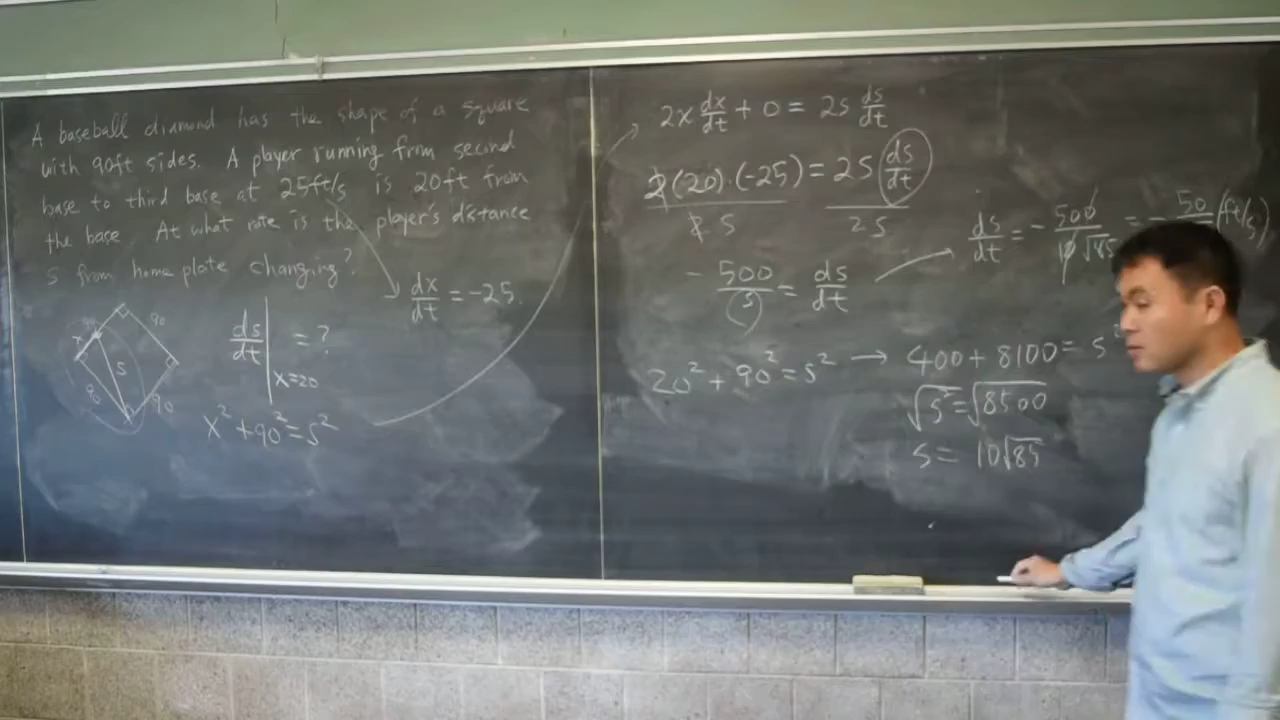 A baseball diamond has the shape of a square
with 90ft sides. A player running from second
base to third base at 25ft/s is 20ft from
the base. At what rate is the player's distance
s from home plate changing?
dx/dt = -25.
90
x
s
90
90
ds/dt | x=20 = ?
x² + 90² = s²
2x dx/dt + 0 = 2s ds/dt
2(20)·(-25) / 2s = 2s ds/dt / 2s
-500/s = ds/dt
ds/dt = -500/10√85 = -50 (ft/s)
20² + 90² = s² → 400 + 8100 = s²
√s² = √8500
s = 10√85